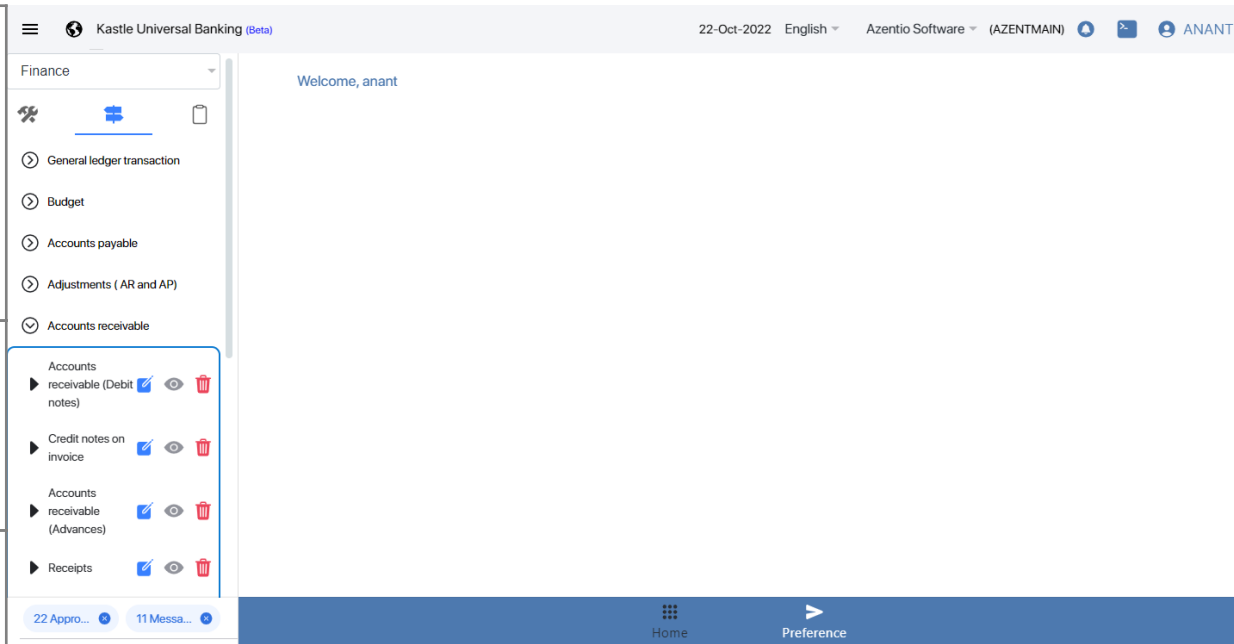 Kastle Universal Banking (Beta)
22-Oct-2022 English Azentio Software (AZENTMAIN) ANANT
Finance
Welcome, anant
General ledger transaction
Budget
Accounts payable
Adjustments ( AR and AP)
Accounts receivable
Accounts
receivable (Debit
notes)
Credit notes on
invoice
Accounts
receivable
(Advances)
Receipts
22 Appro...
11 Messa...
Home
Preference